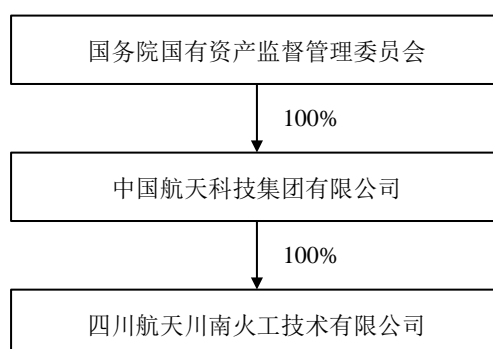 国务院国有资产监督管理委员会
100%
中国航天科技集团有限公司
100%
四川航天川南火工技术有限公司